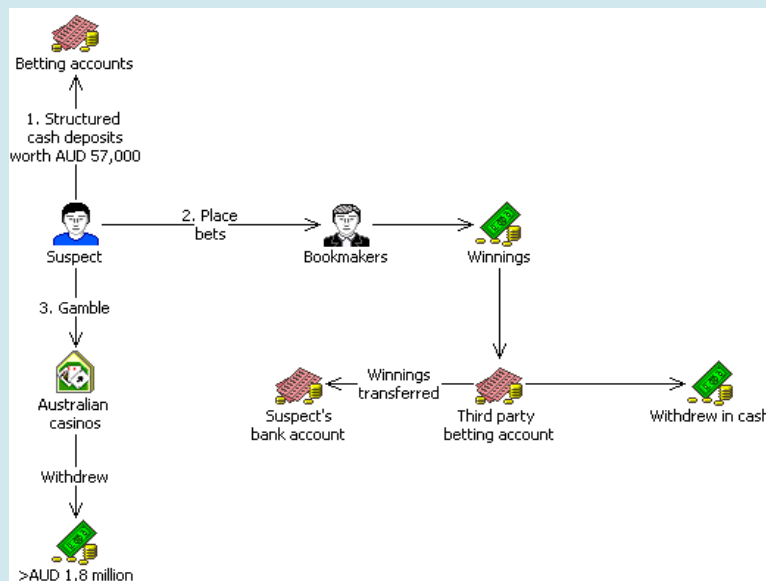 Betting accounts
1. Structured
cash deposits
worth AUD 57,000
2. Place
bets
Suspect
Bookmakers
Winnings
3. Gamble
Australian
casinos
Winnings
transferred
Suspect's
bank account
Third party
betting account
Withdrew in cash
Withdrew
>AUD 1.8 million